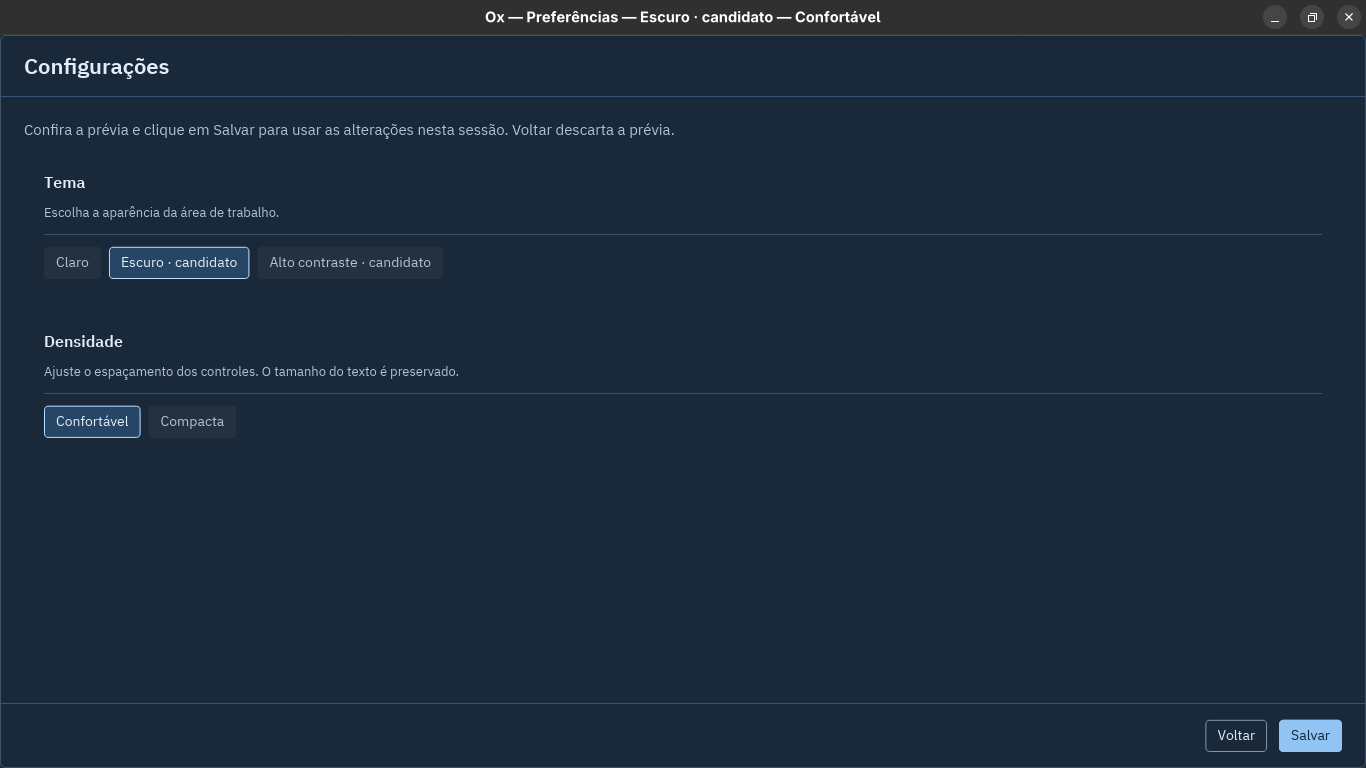 Ox — Preferências — Escuro · candidato — Confortável
Configurações
Confira a prévia e clique em Salvar para usar as alterações nesta sessão. Voltar descarta a prévia.
Tema
Escolha a aparência da área de trabalho.
Claro
Escuro · candidato
Alto contraste · candidato
Densidade
Ajuste o espaçamento dos controles. O tamanho do texto é preservado.
Confortável
Compacta
Voltar
Salvar